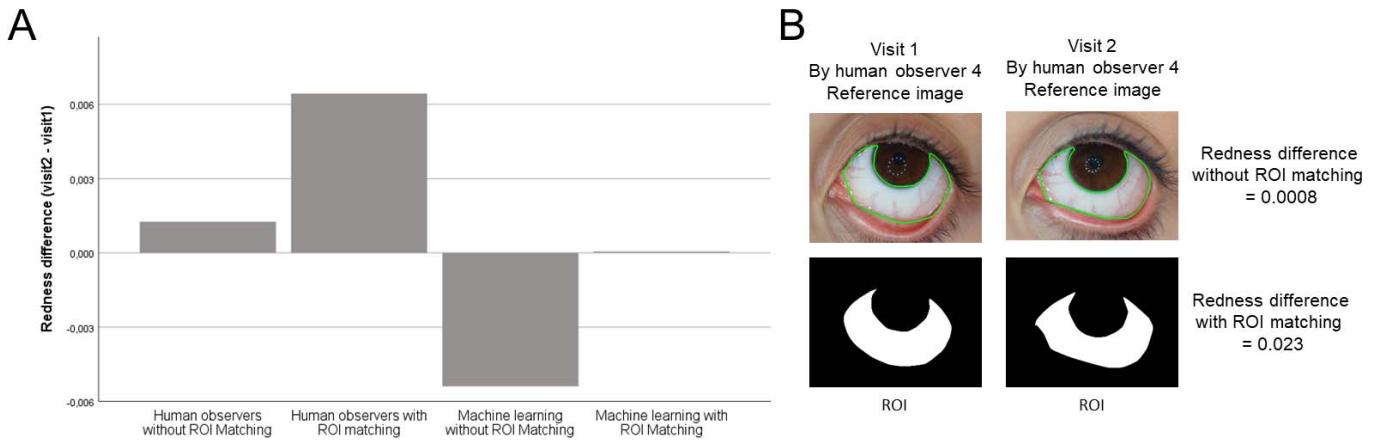 A
Redness difference (visit2 - visit1)
0,006
0,003
0,000
-0,003
-0,006
Human observers
without ROI Matching
Human observers with
ROI matching
Machine learning
without ROI Matching
Machine learning with
ROI Matching
B
Visit 1
By human observer 4
Reference image
Visit 2
By human observer 4
Reference image
Redness difference
without ROI matching
= 0.0008
Redness difference
with ROI matching
= 0.023
ROI
ROI